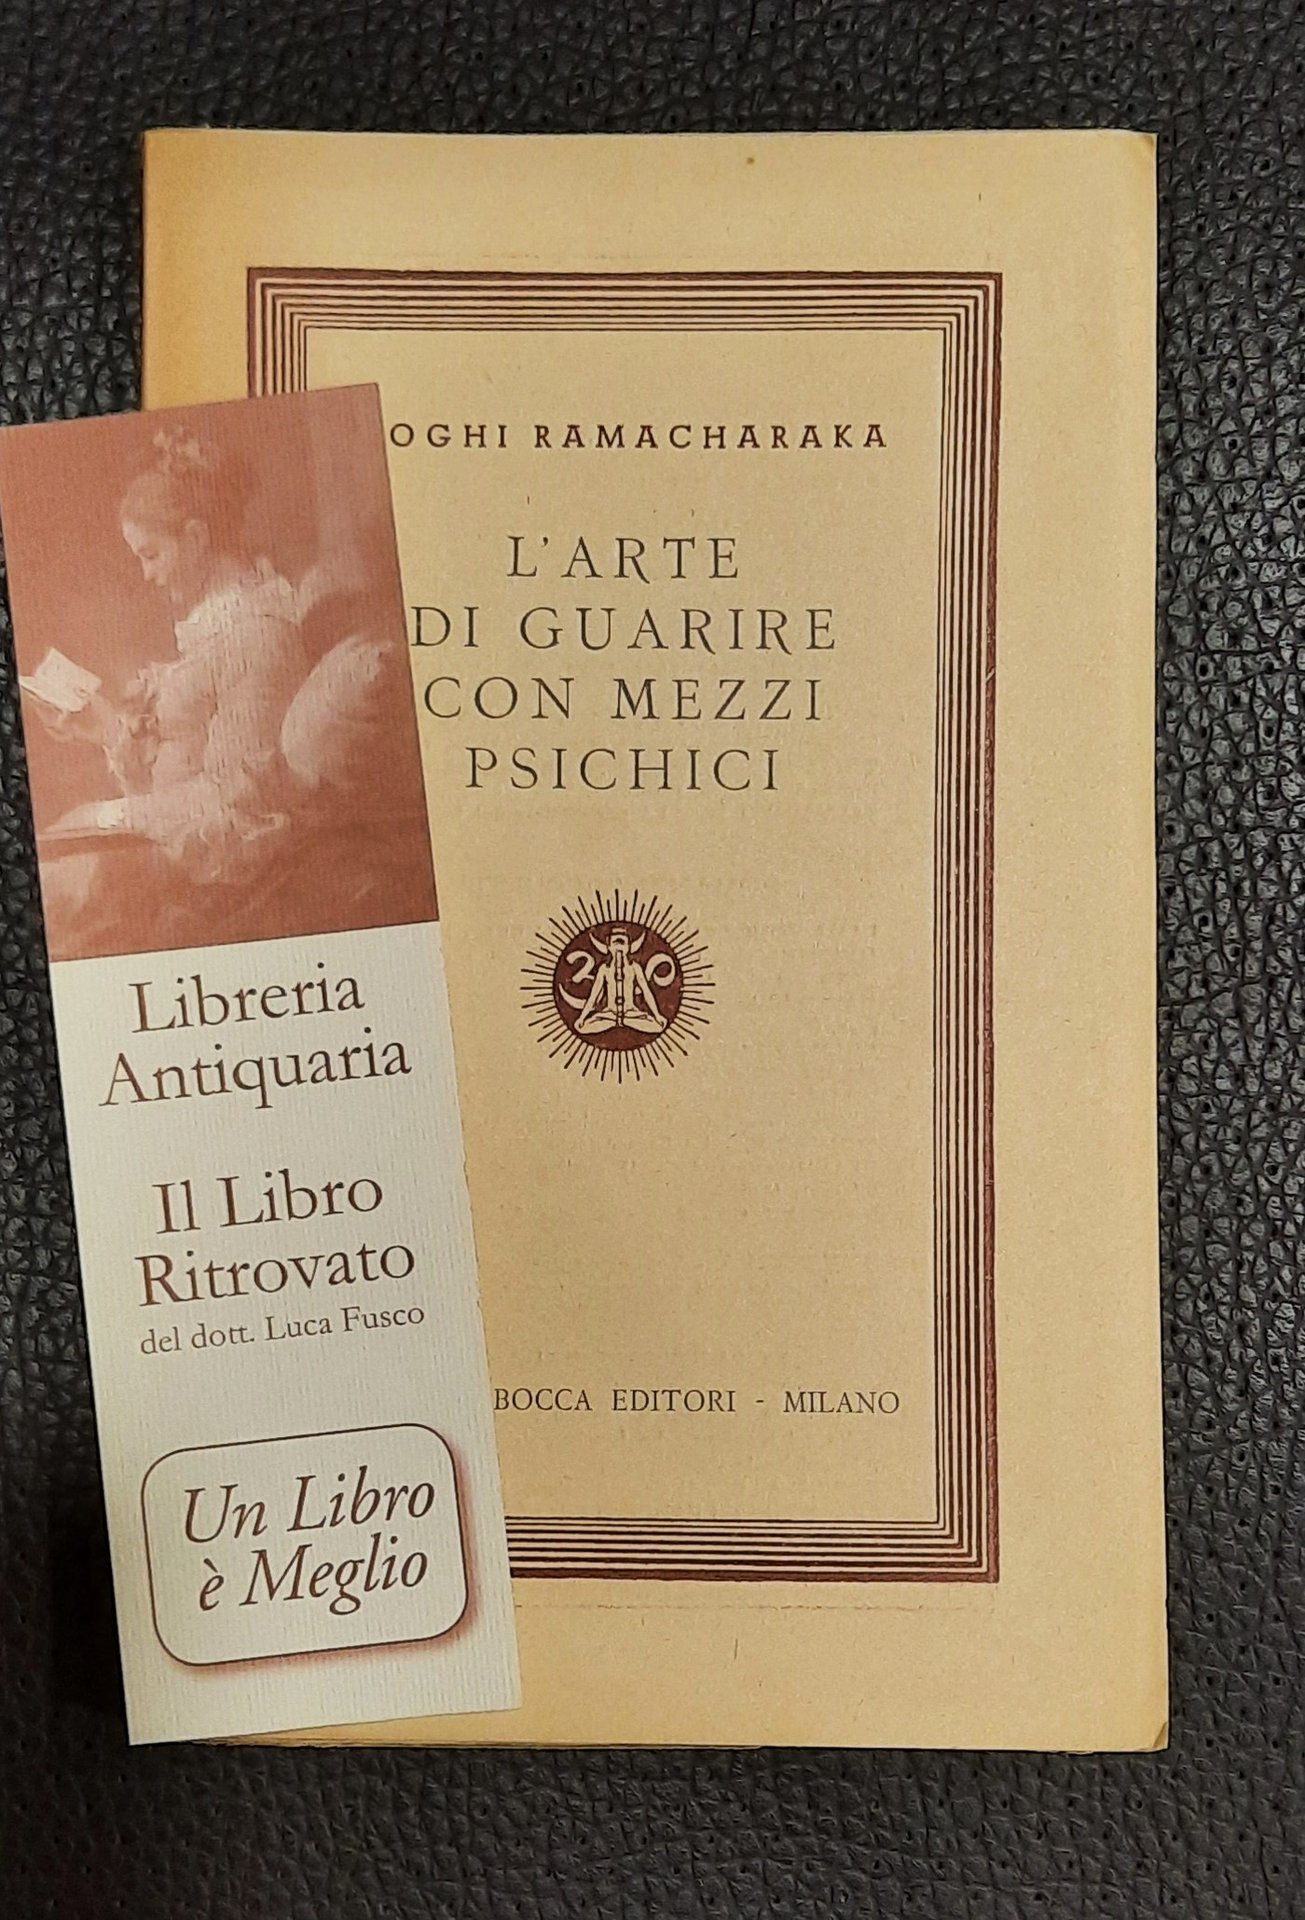 OGHI RAMACHARAKA
L'ARTE
DI GUARIRE
CON MEZZI
PSICHICI
BOCCA EDITORI - MILANO
Libreria
Antiquaria
Il Libro
Ritrovato
del dott. Luca Fusco
Un Libro
è Meglio